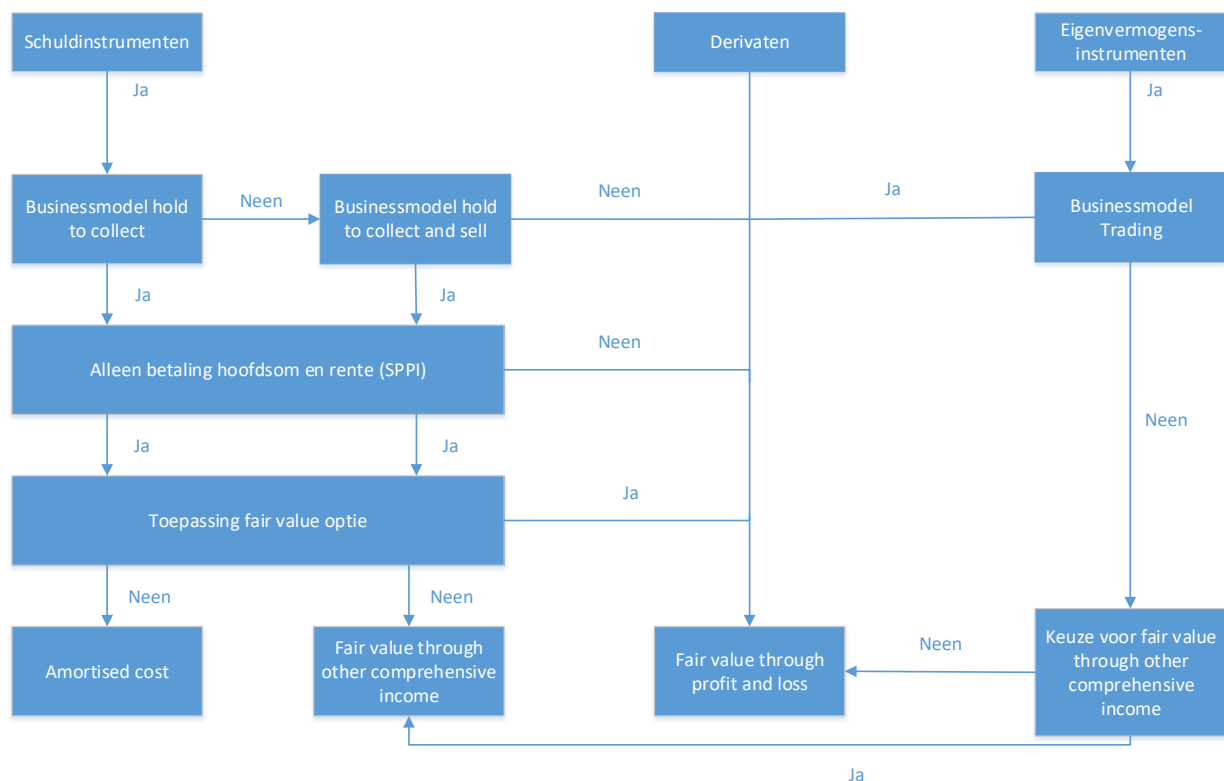 Schuldinstrumenten
Derivaten
Eigenvermogens-
instrumenten
Ja
Ja
Businessmodel hold
to collect
Neen
Businessmodel hold
to collect and sell
Neen
Ja
Businessmodel
Trading
Ja
Ja
Alleen betaling hoofdsom en rente (SPPI)
Neen
Neen
Ja
Ja
Toepassing fair value optie
Ja
Neen
Neen
Amortised cost
Fair value through
other comprehensive
income
Fair value through
profit and loss
Neen
Keuze voor fair value
through other
comprehensive
income
Ja